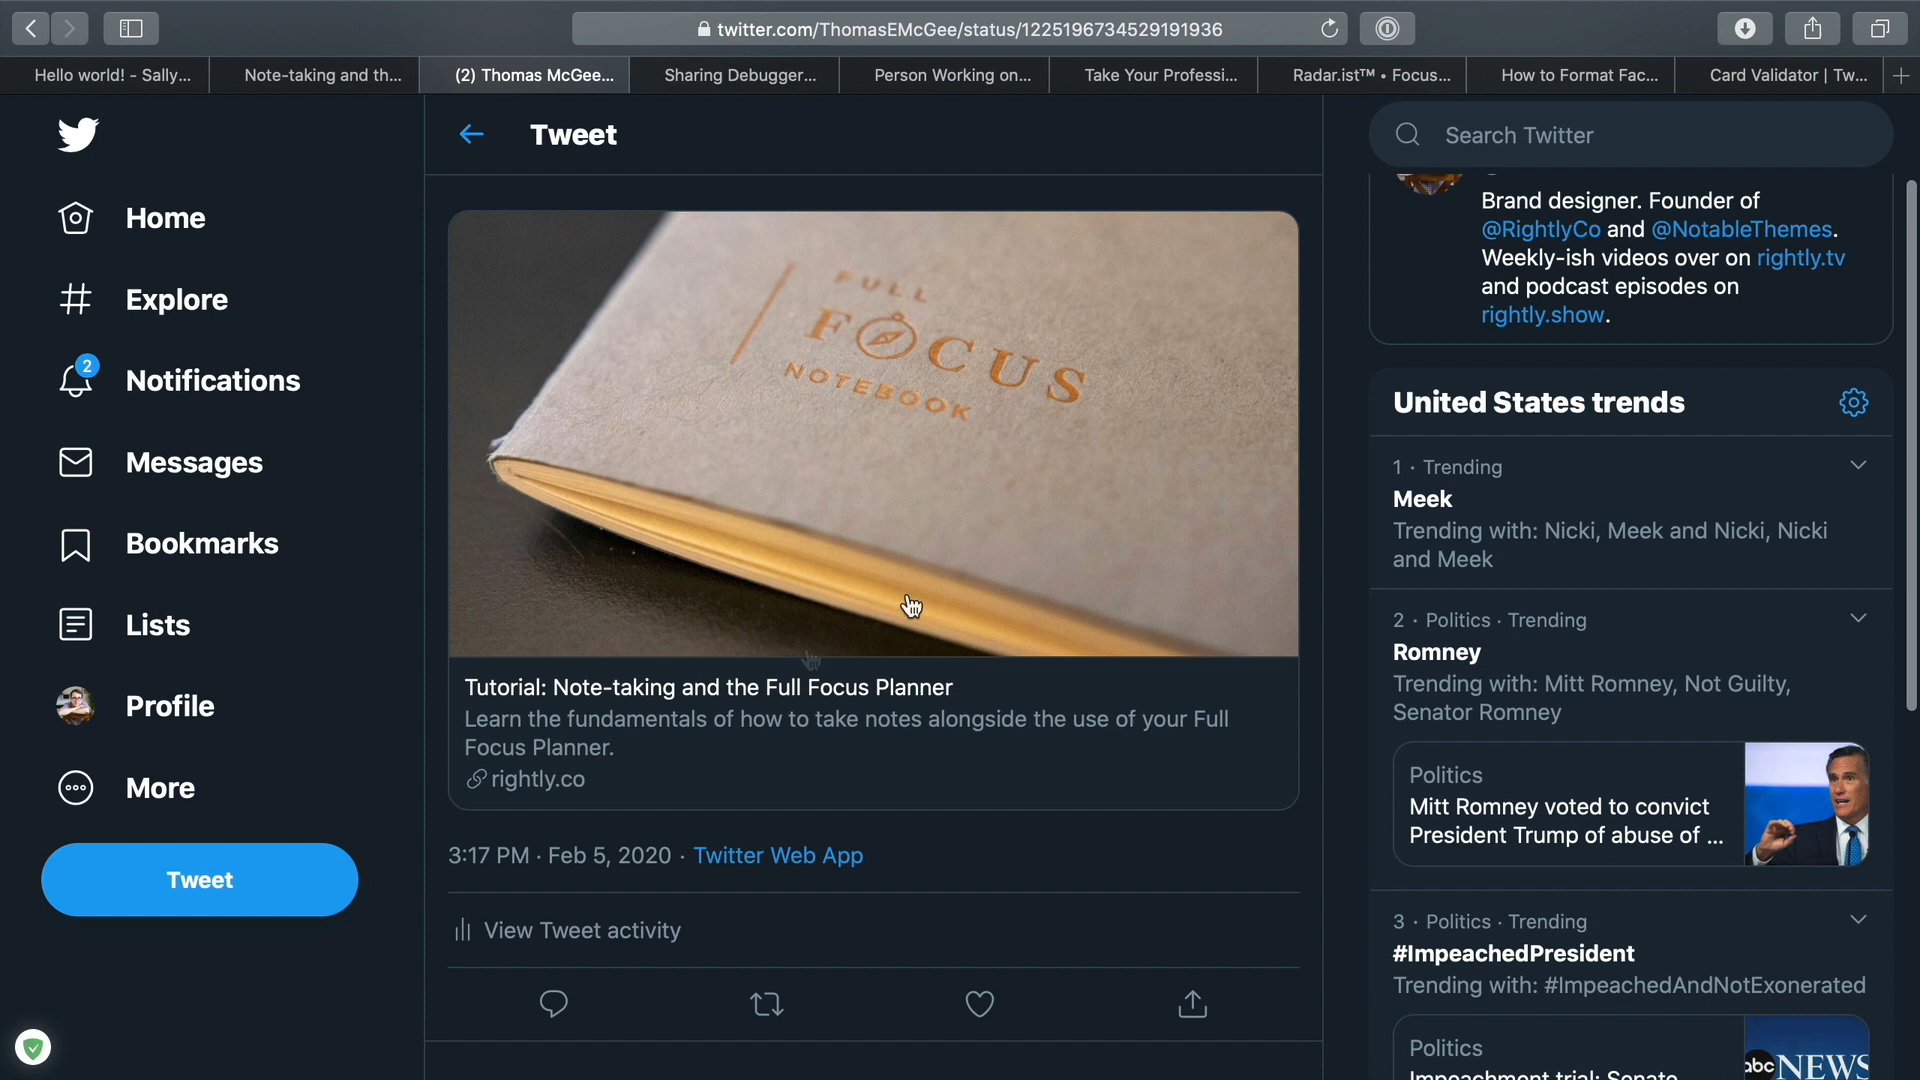 twitter.com/ThomasEMcGee/status/1225196734529191936
Hello world! - Sally...
Note-taking and th...
(2) Thomas McGee...
Sharing Debugger...
Person Working on...
Take Your Professi...
Radar.ist™ • Focus...
How to Format Fac...
Card Validator | Tw...
Home
Explore
2
Notifications
Messages
Bookmarks
Lists
Profile
More
Tweet
Tweet
FULL
FOCUS
NOTEBOOK
Tutorial: Note-taking and the Full Focus Planner
Learn the fundamentals of how to take notes alongside the use of your Full
Focus Planner.
rightly.co
3:17 PM · Feb 5, 2020 · Twitter Web App
View Tweet activity
Search Twitter
Brand designer. Founder of
@RightlyCo and @NotableThemes.
Weekly-ish videos over on rightly.tv
and podcast episodes on
rightly.show.
United States trends
1 · Trending
Meek
Trending with: Nicki, Meek and Nicki, Nicki
and Meek
2 · Politics · Trending
Romney
Trending with: Mitt Romney, Not Guilty,
Senator Romney
Politics
Mitt Romney voted to convict
President Trump of abuse of ...
3 · Politics · Trending
#ImpeachedPresident
Trending with: #ImpeachedAndNotExonerated
Politics
Impeachment trial: Senate
abc NEWS